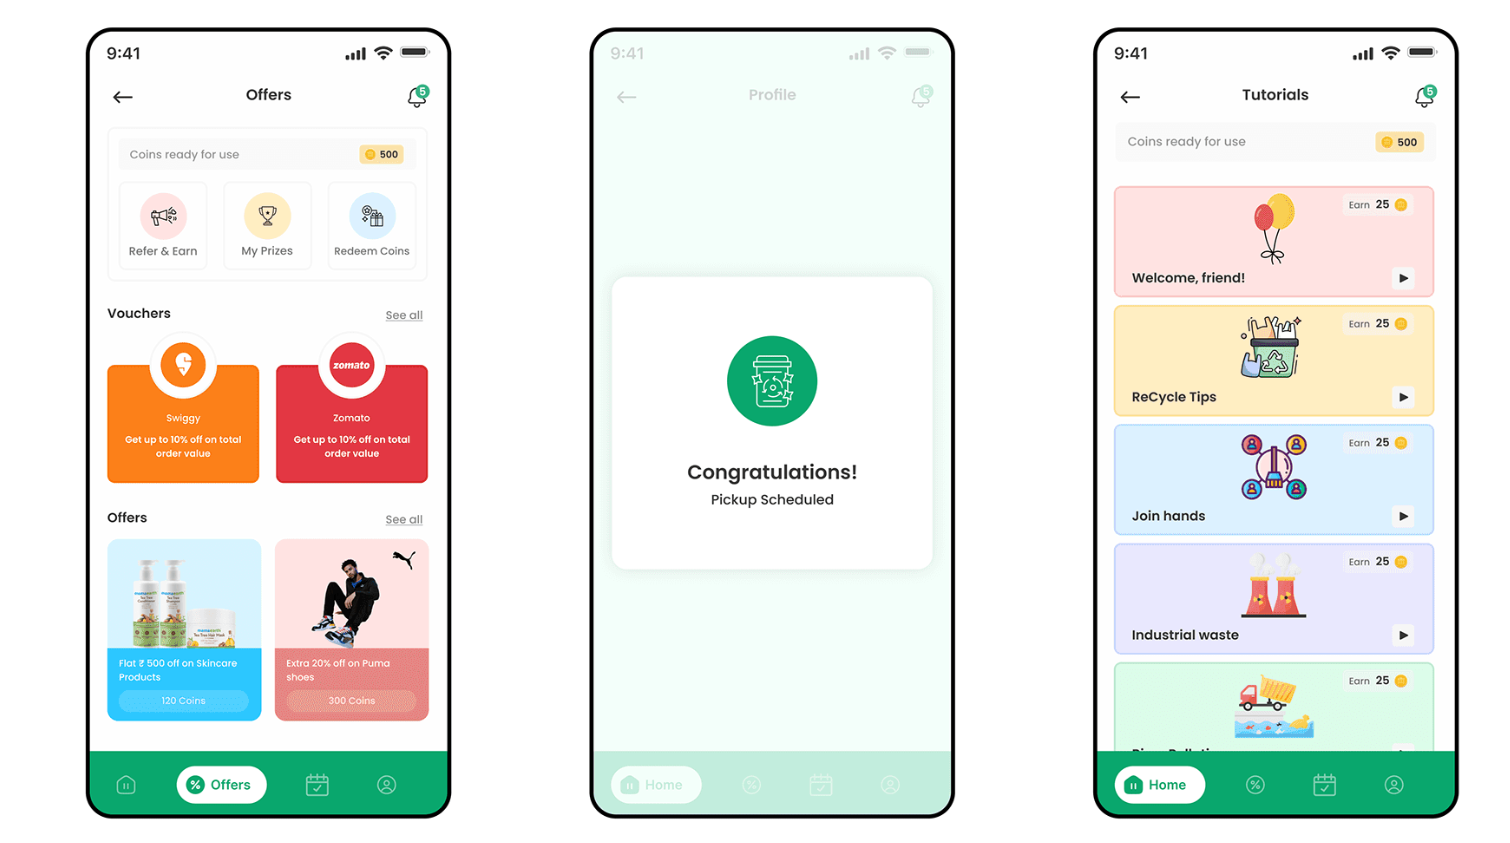 9:41
Offers
5
Coins ready for use
500
Refer & Earn
My Prizes
Redeem Coins
Vouchers
See all
zomato
Swiggy
Get up to 10% off on total
order value
Zomato
Get up to 10% off on total
order value
Offers
See all
mamaearth
mamaearth
mamaearth
Flat ₹ 500 off on Skincare
Products
120 Coins
Extra 20% off on Puma
shoes
300 Coins
Offers
9:41
Profile
5
Congratulations!
Pickup Scheduled
Home
9:41
Tutorials
5
Coins ready for use
500
Earn 25
Welcome, friend!
Earn 25
ReCycle Tips
Earn 25
Join hands
Earn 25
Industrial waste
Earn 25
Home